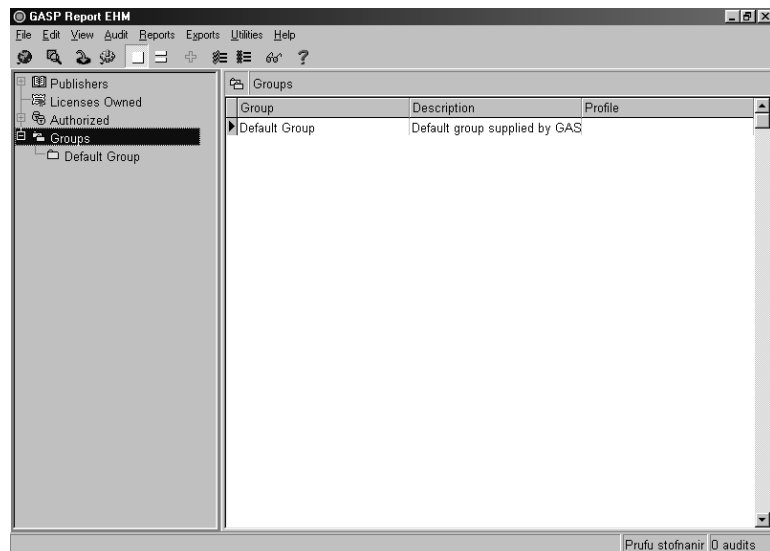 GASP Report EHM
File Edit View Audit Reports Exports Utilities Help
Publishers
Licenses Owned
Authorized
Groups
Default Group
Groups
Group Description Profile
Default Group Default group supplied by GAS
Prufu stofnanir 0 audits